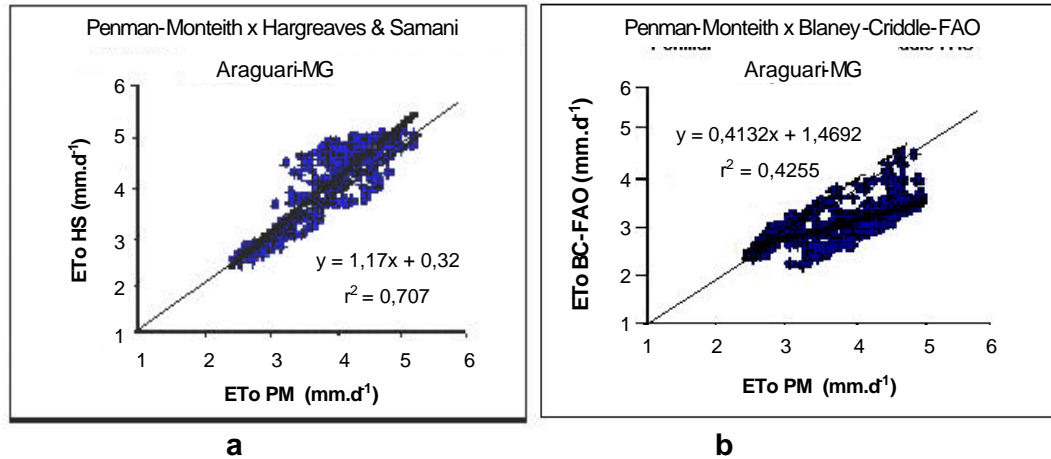 Penman-Monteith x Hargreaves & Samani
Araguari-MG
6
5
4
3
2
1
ETo HS (mm.d⁻¹)
y = 1,17x + 0,32
r² = 0,707
1 2 3 4 5 6
ETo PM (mm.d⁻¹)
a
Penman-Monteith x Blaney-Criddle-FAO
Araguari-MG
6
5
4
3
2
1
ETo BC-FAO (mm.d⁻¹)
y = 0,4132x + 1,4692
r² = 0,4255
1 2 3 4 5 6
ETo PM (mm.d⁻¹)
b